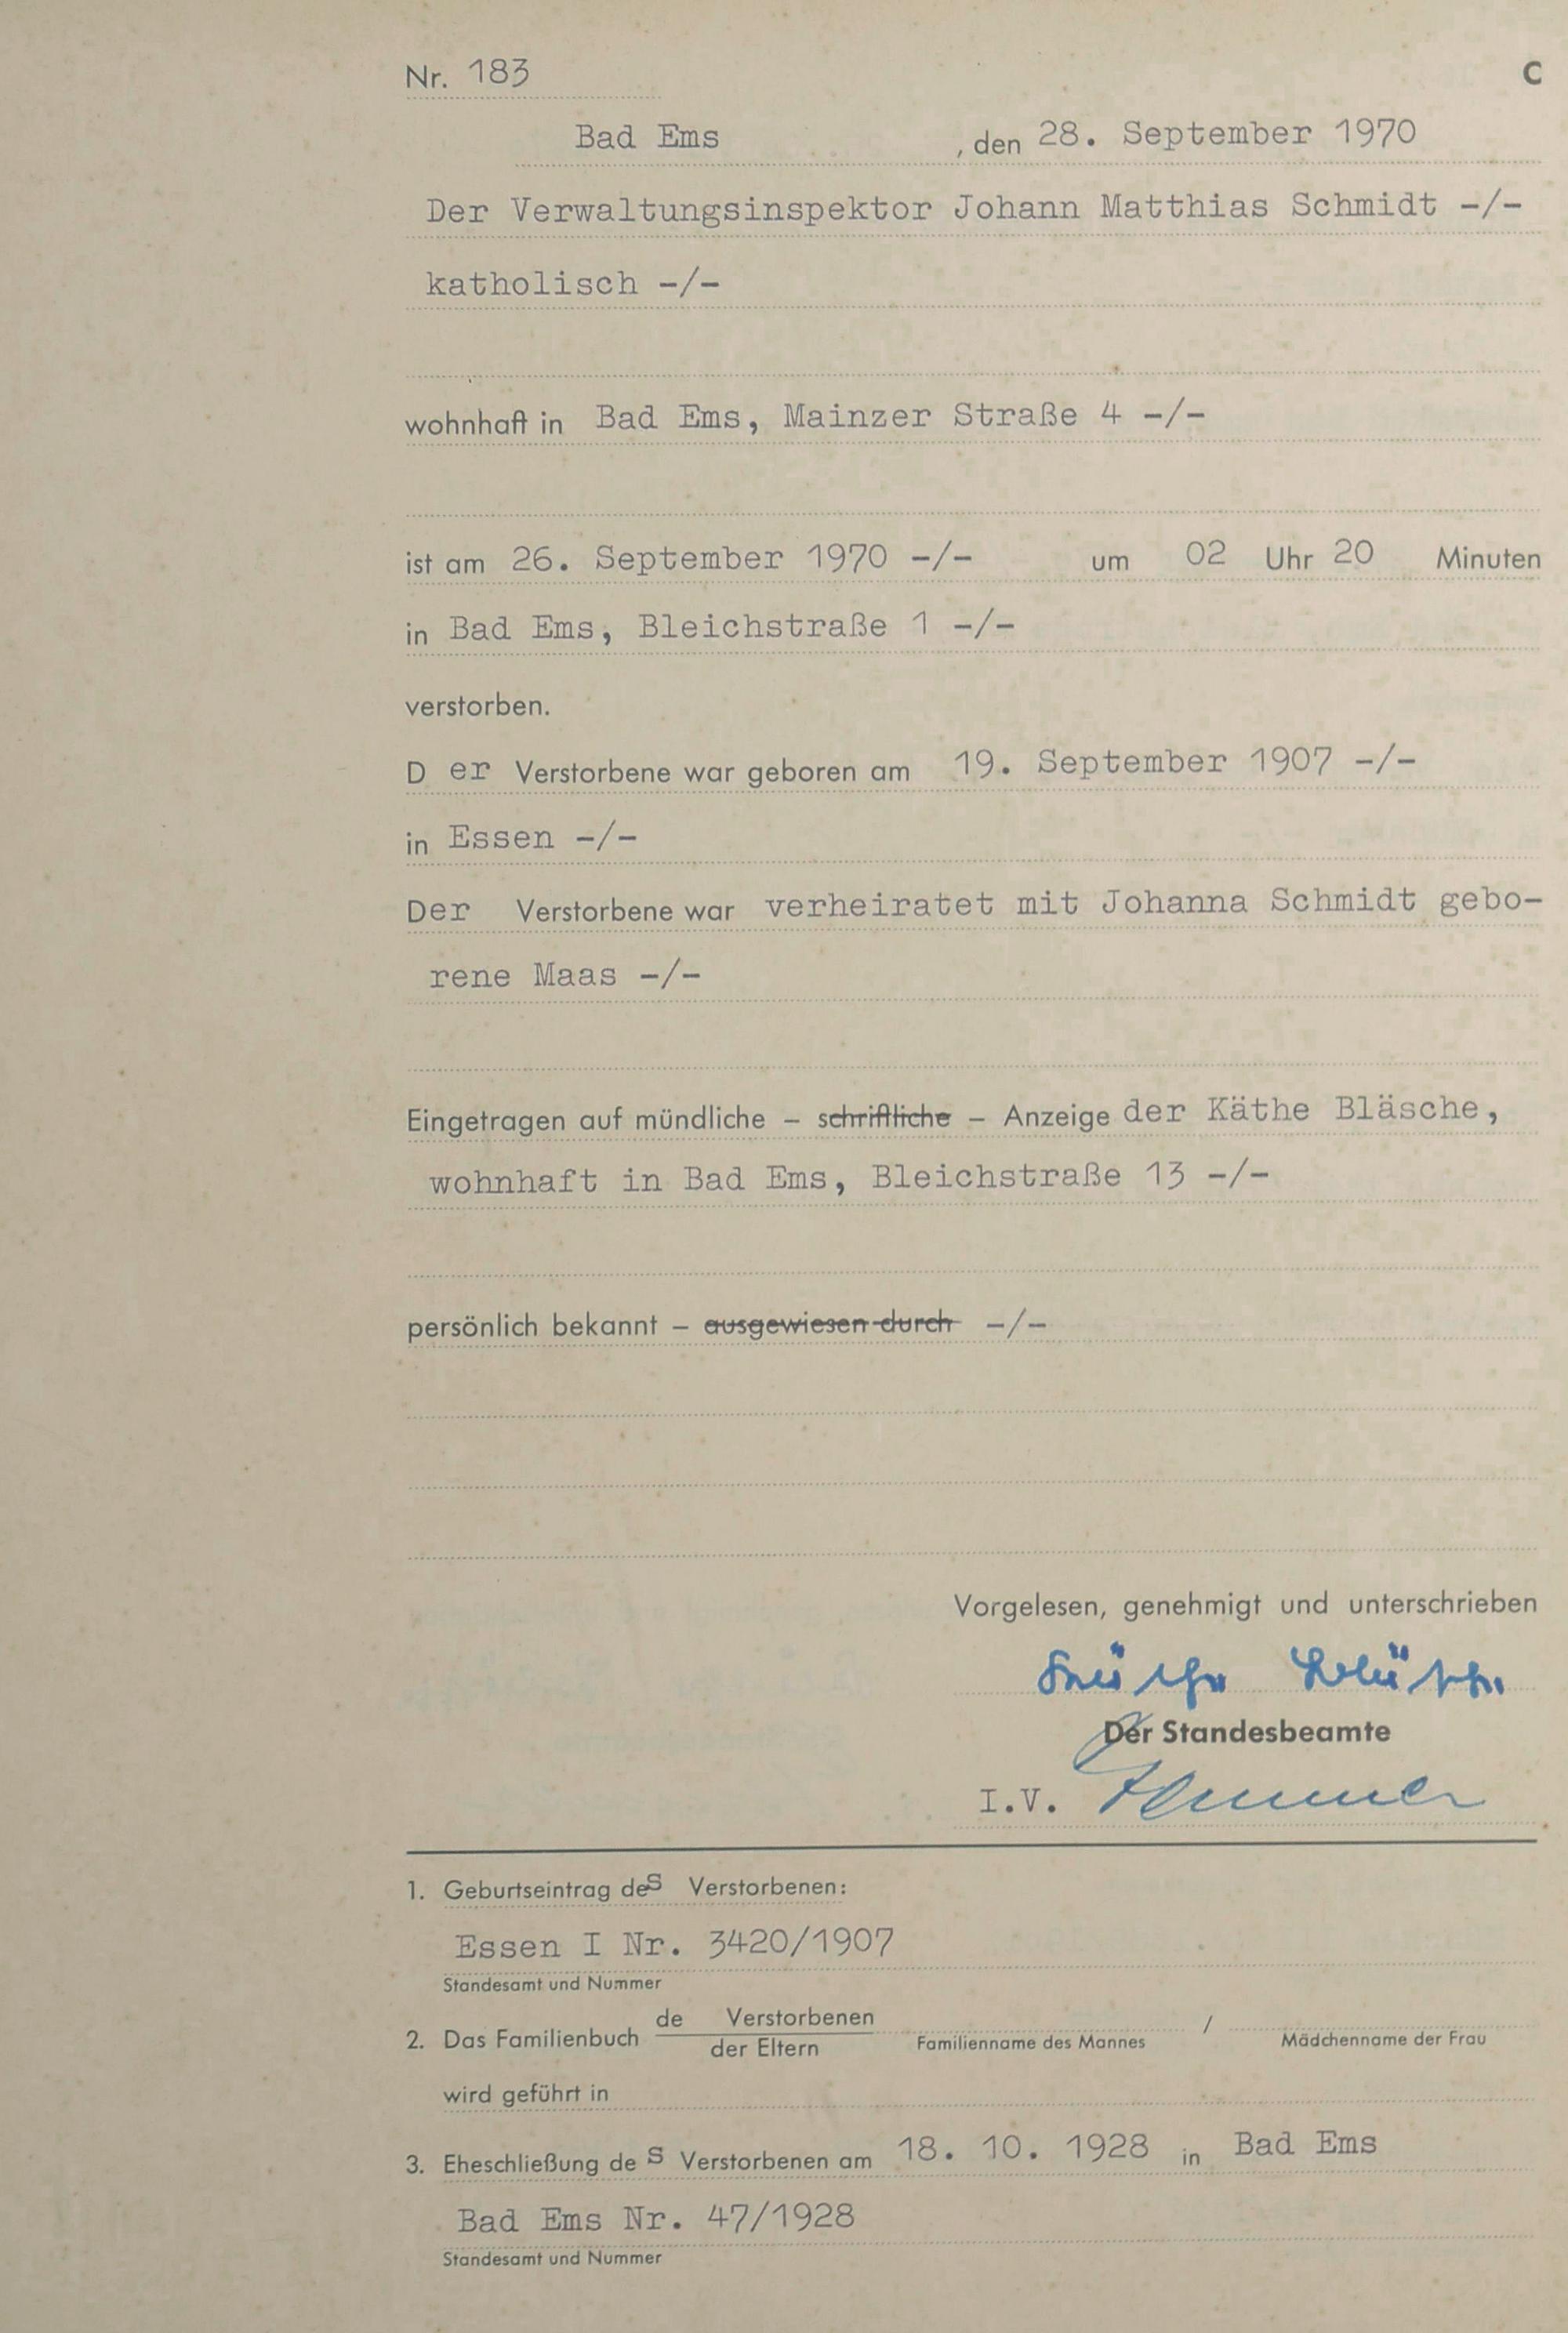 Nr. 183
C
Bad Ems , den 28. September 1970
Der Verwaltungsinspektor Johann Matthias Schmidt -/-
katholisch -/-
wohnhaft in Bad Ems, Mainzer Straße 4 -/-
ist am 26. September 1970 -/- um 02 Uhr 20 Minuten
in Bad Ems, Bleichstraße 1 -/-
verstorben.
D er Verstorbene war geboren am 19. September 1907 -/-
in Essen -/-
Der Verstorbene war verheiratet mit Johanna Schmidt gebo-
rene Maas -/-
Eingetragen auf mündliche – schriftliche – Anzeige der Käthe Bläsche,
wohnhaft in Bad Ems, Bleichstraße 13 -/-
persönlich bekannt – ausgewiesen durch -/-
Vorgelesen, genehmigt und unterschrieben
Der Standesbeamte
I.V.
1. Geburtseintrag des Verstorbenen:
Essen I Nr. 3420/1907
Standesamt und Nummer
2. Das Familienbuch de Verstorbenen / der Eltern Familienname des Mannes / Mädchenname der Frau
wird geführt in
3. Eheschließung de s Verstorbenen am 18. 10. 1928 in Bad Ems
Bad Ems Nr. 47/1928
Standesamt und Nummer